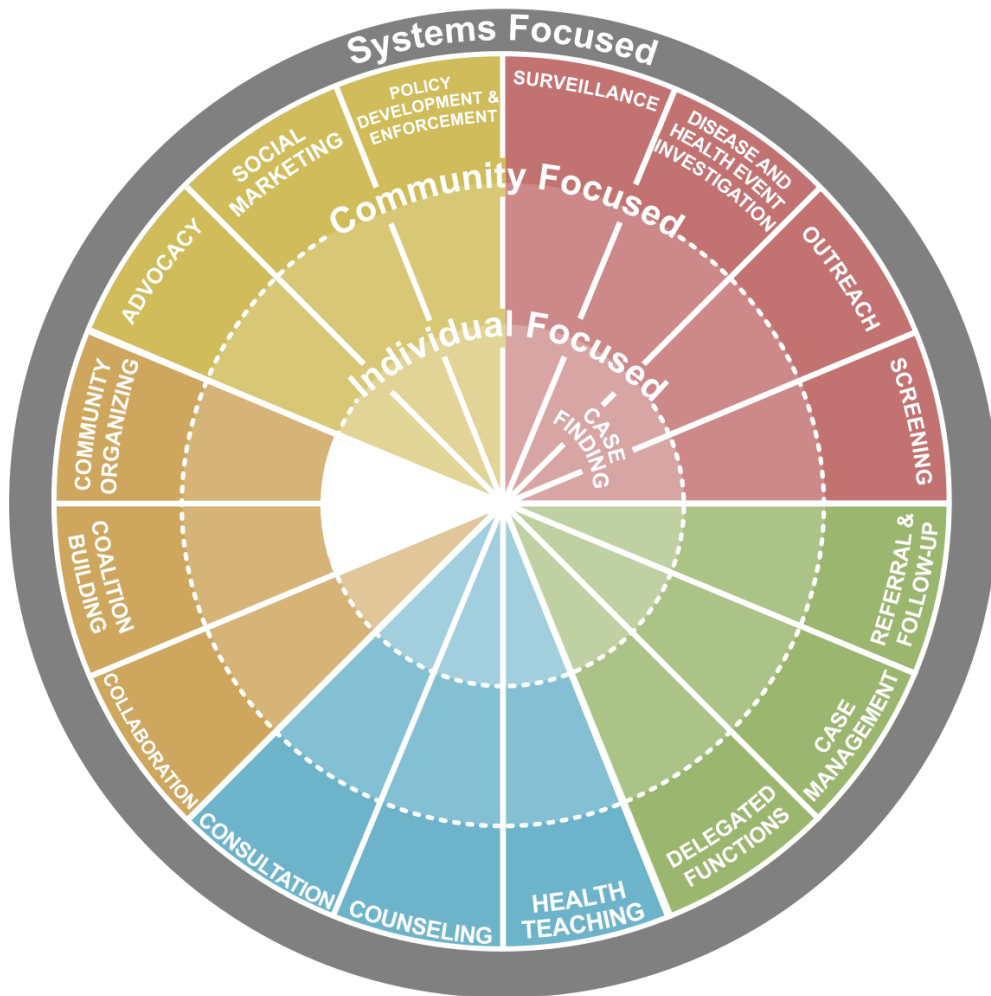 Systems Focused
Community Focused
Individual Focused
SURVEILLANCE
DISEASE AND
HEALTH EVENT
INVESTIGATION
OUTREACH
SCREENING
CASE
FINDING
REFERRAL &
FOLLOW-UP
CASE
MANAGEMENT
DELEGATED
FUNCTIONS
HEALTH
TEACHING
COUNSELING
CONSULTATION
COLLABORATION
COALITION
BUILDING
COMMUNITY
ORGANIZING
ADVOCACY
SOCIAL
MARKETING
POLICY
DEVELOPMENT &
ENFORCEMENT